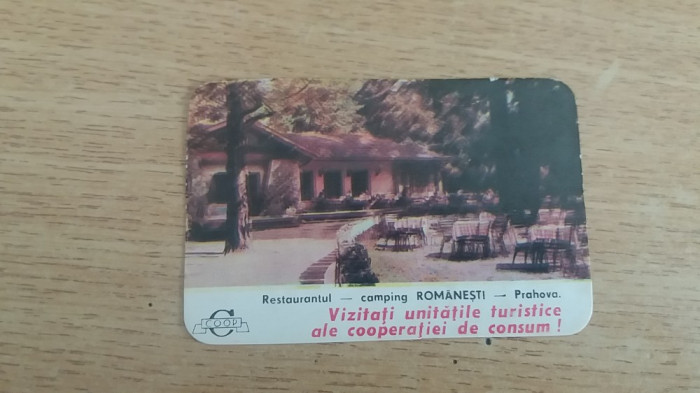 Restaurantul — camping ROMÂNEȘTI — Prahova.
Vizitați unitățile turistice
ale cooperației de consum !
COOP